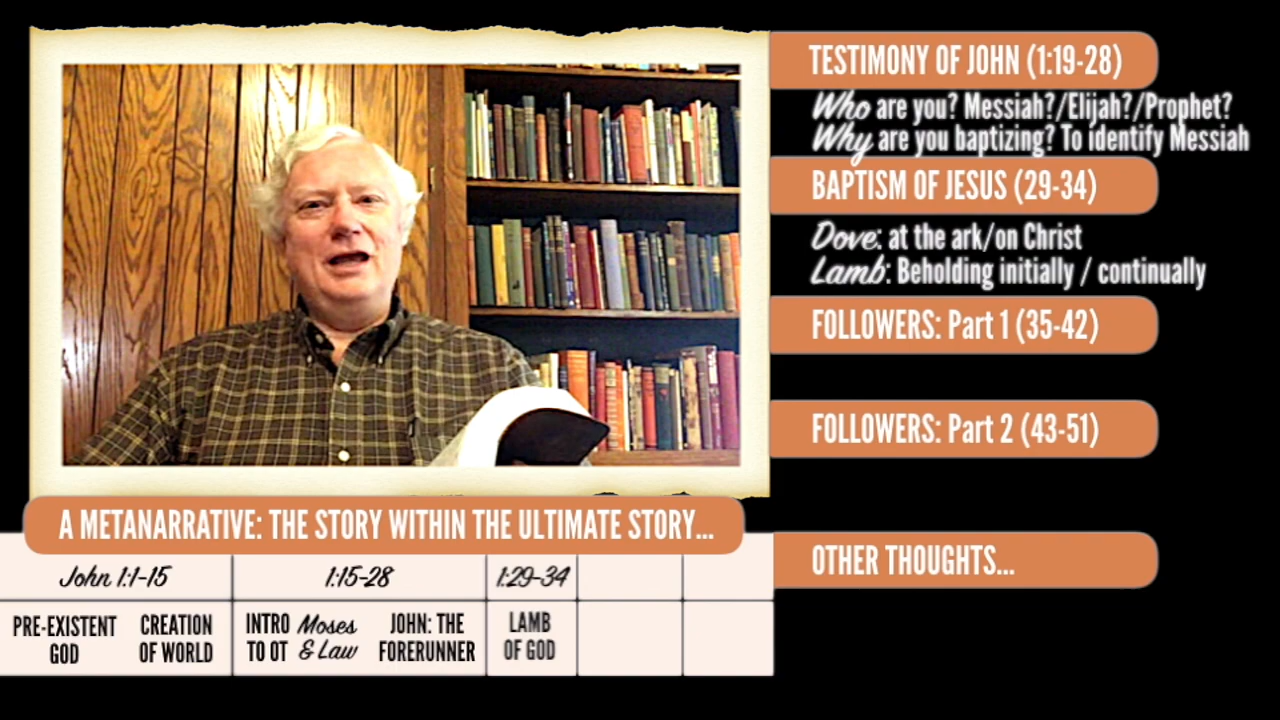 TESTIMONY OF JOHN (1:19-28)
Who are you? Messiah?/Elijah?/Prophet?
Why are you baptizing? To identify Messiah
BAPTISM OF JESUS (29-34)
Dove: at the ark/on Christ
Lamb: Beholding initially / continually
FOLLOWERS: Part 1 (35-42)
FOLLOWERS: Part 2 (43-51)
OTHER THOUGHTS...
A METANARRATIVE: THE STORY WITHIN THE ULTIMATE STORY...
John 1:1-15
1:15-28
1:29-34
PRE-EXISTENT
GOD
CREATION
OF WORLD
INTRO
TO OT
Moses
& Law
JOHN: THE
FORERUNNER
LAMB
OF GOD